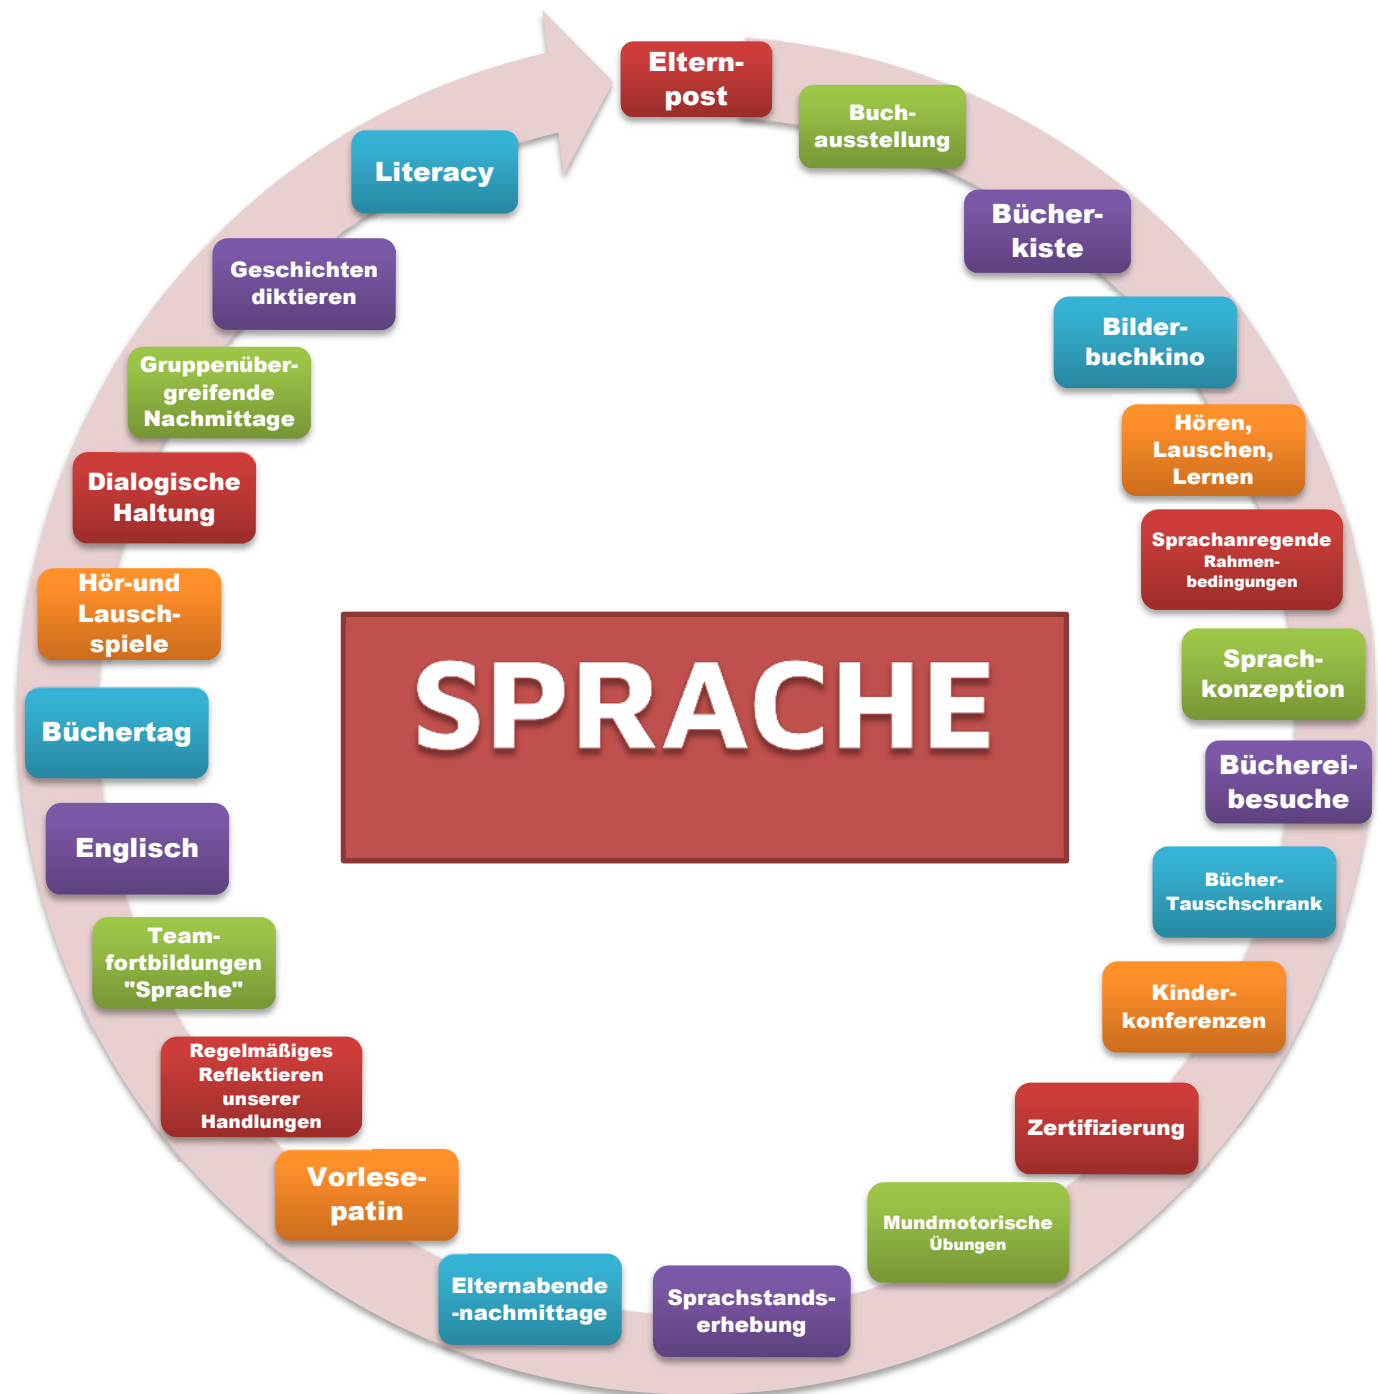 Eltern-
post
Buch-
ausstellung
Bücher-
kiste
Bilder-
buchkino
Hören,
Lauschen,
Lernen
Sprachanregende
Rahmen-
bedingungen
Sprach-
konzeption
Bücherei-
besuche
Bücher-
Tauschschrank
Kinder-
konferenzen
Zertifizierung
Mundmotorische
Übungen
Sprachstands-
erhebung
Elternabende
-nachmittage
Vorlese-
patin
Regelmäßiges
Reflektieren
unserer
Handlungen
Team-
fortbildungen
"Sprache"
Englisch
Büchertag
Hör-und
Lausch-
spiele
Dialogische
Haltung
Gruppenüber-
greifende
Nachmittage
Geschichten
diktieren
Literacy
SPRACHE